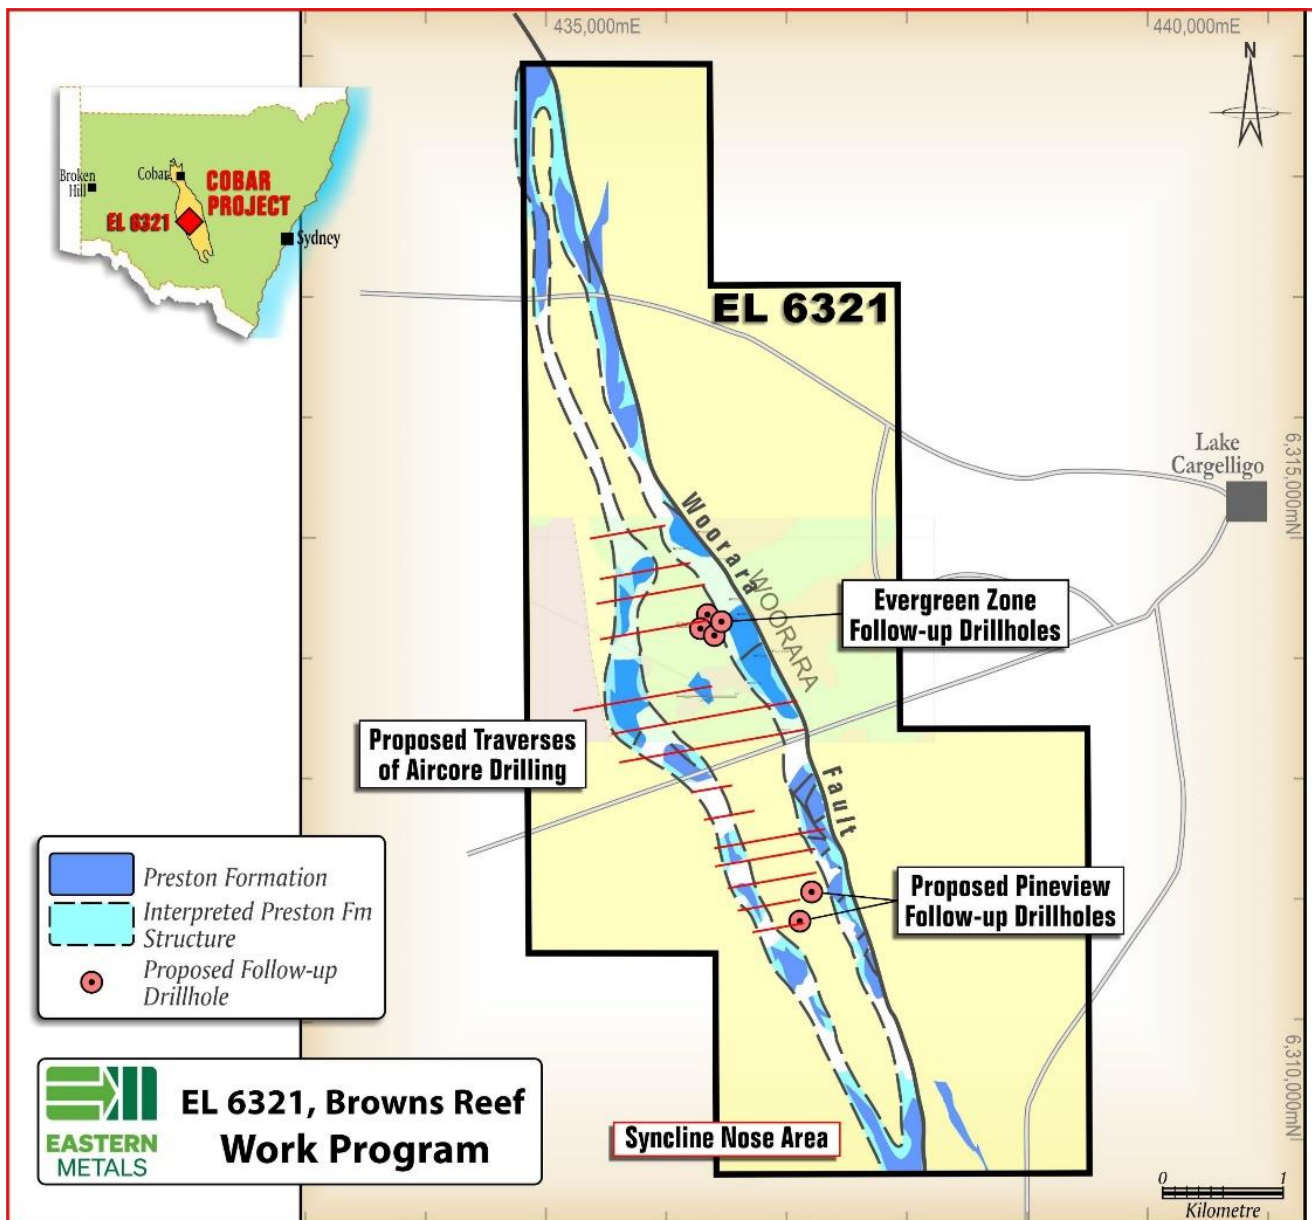 435,000mE
440,000mE
N
Broken
Hill
Cobar
COBAR
PROJECT
EL 6321
Sydney
EL 6321
6,315,000mN
Lake
Cargelligo
Woorara
WOORARA
Evergreen Zone
Follow-up Drillholes
Proposed Traverses
of Aircore Drilling
Fault
Proposed Pineview
Follow-up Drillholes
Preston Formation
Interpreted Preston Fm
Structure
Proposed Follow-up
Drillhole
6,310,000mN
EASTERN
METALS
EL 6321, Browns Reef
Work Program
Syncline Nose Area
0 1
Kilometre